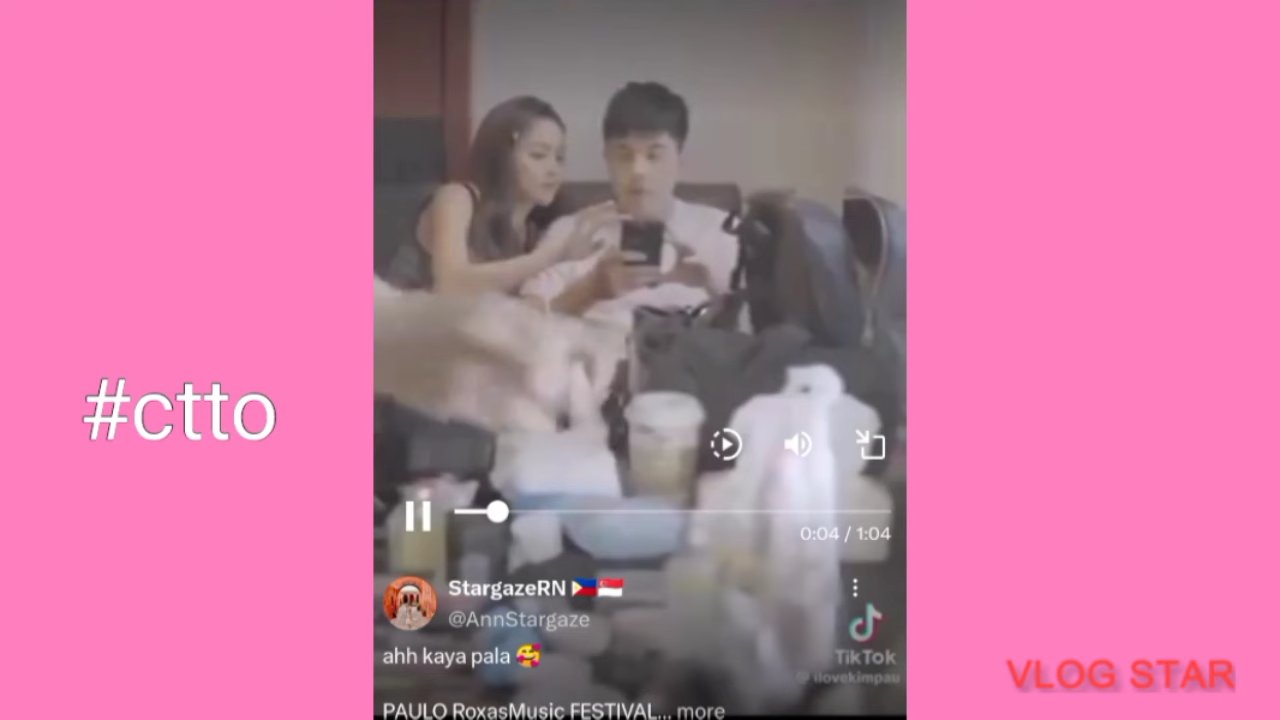 #ctto
0:04 / 1:04
StargazeRN 🇵🇭🇸🇬
@AnnStargaze
ahh kaya pala 🥰
TikTok
@ilovekimpau
PAULO RoxasMusic FESTIVAL... more
VLOG STAR